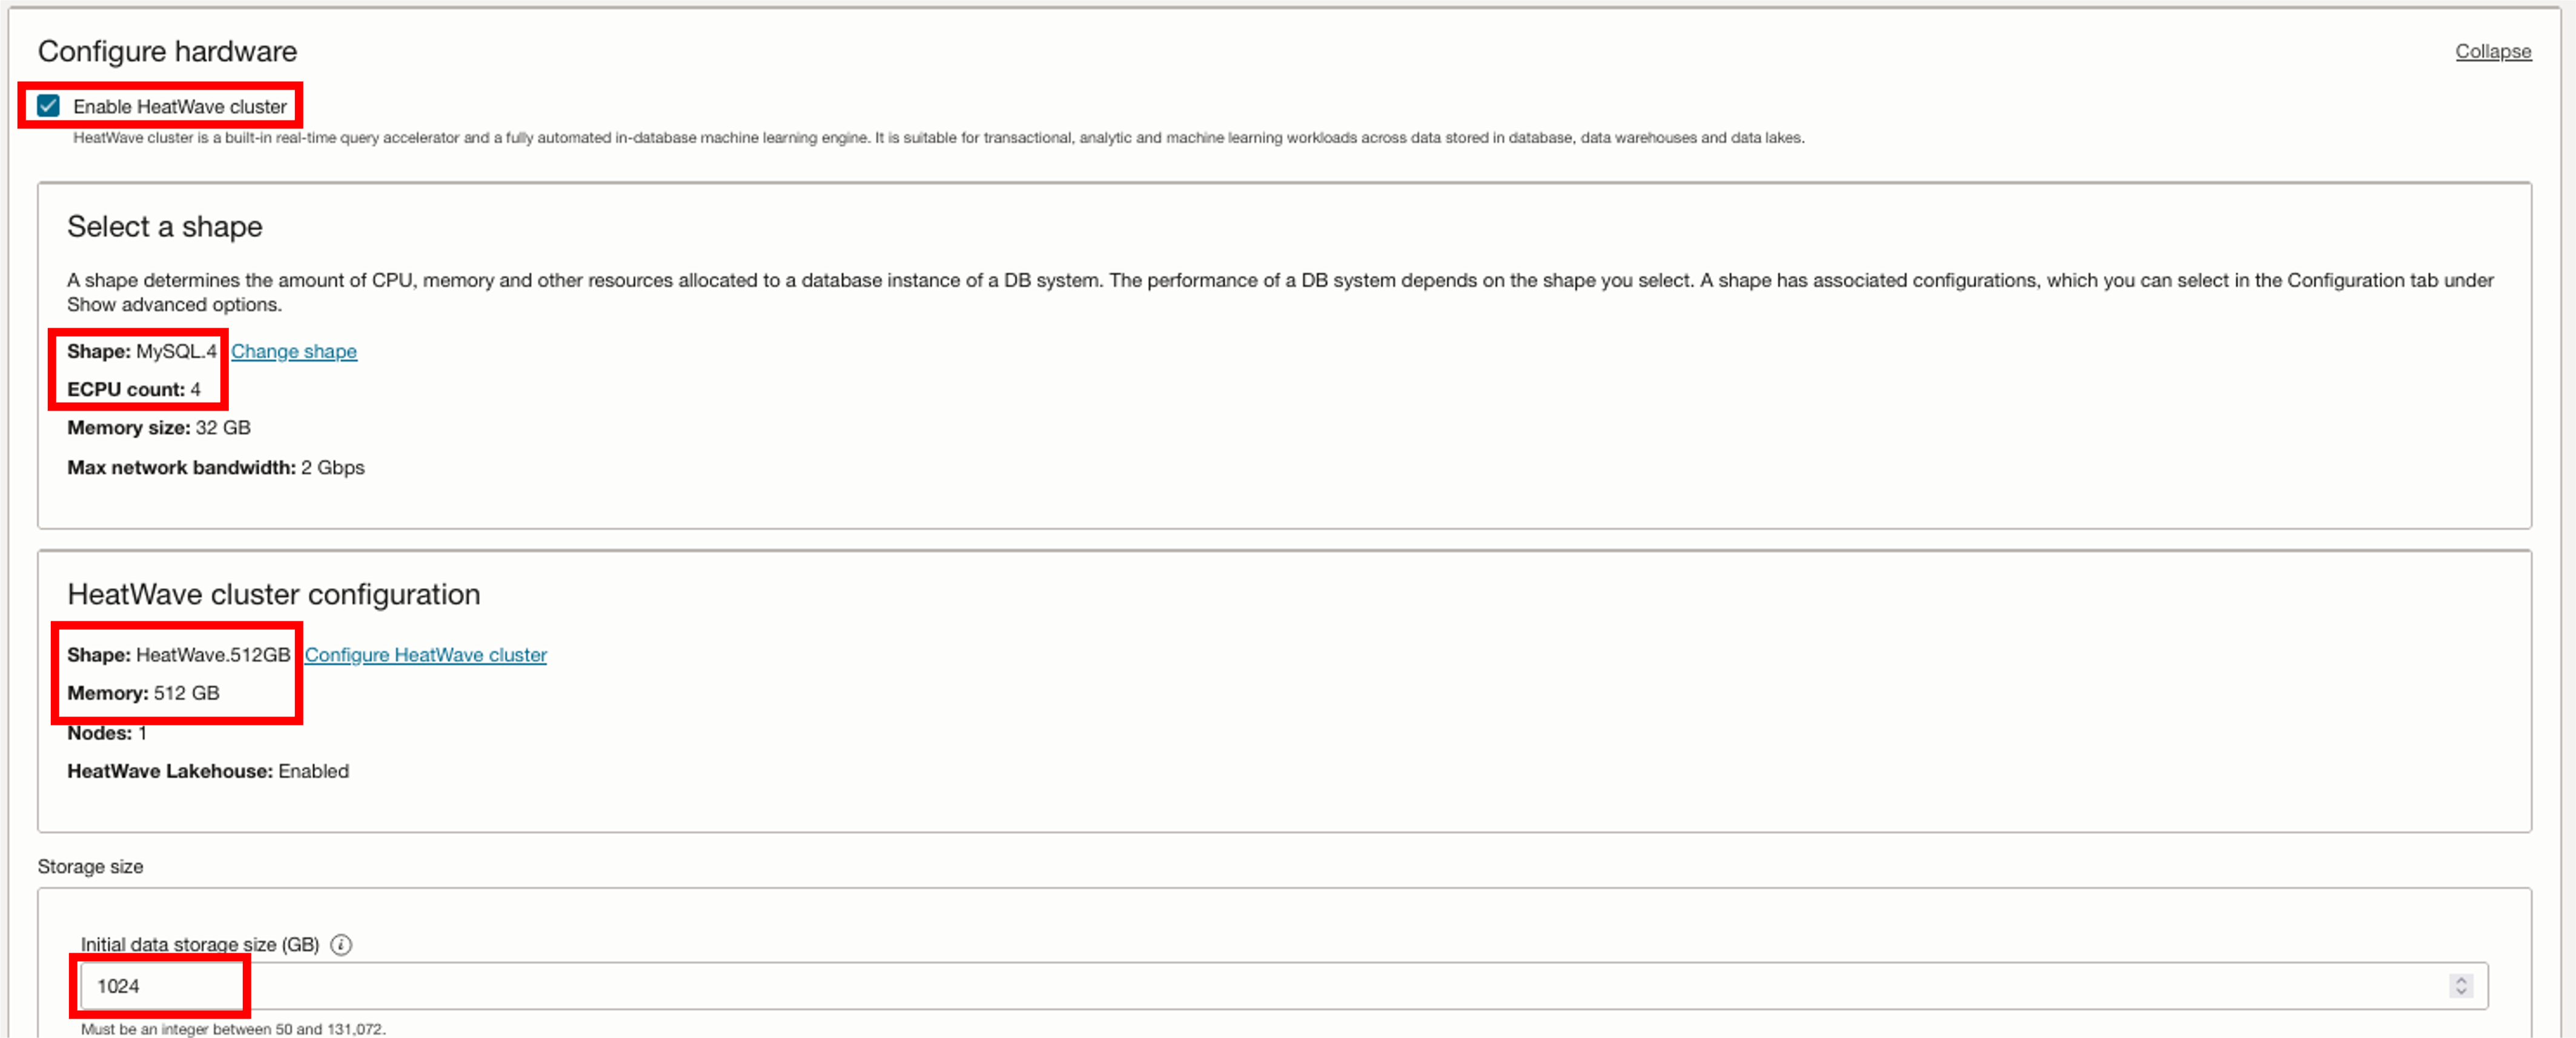 Configure hardware
Collapse
Enable HeatWave cluster
HeatWave cluster is a built-in real-time query accelerator and a fully automated in-database machine learning engine. It is suitable for transactional, analytic and machine learning workloads across data stored in database, data warehouses and data lakes.
Select a shape
A shape determines the amount of CPU, memory and other resources allocated to a database instance of a DB system. The performance of a DB system depends on the shape you select. A shape has associated configurations, which you can select in the Configuration tab under
Show advanced options.
Shape: MySQL.4 Change shape
ECPU count: 4
Memory size: 32 GB
Max network bandwidth: 2 Gbps
HeatWave cluster configuration
Shape: HeatWave.512GB Configure HeatWave cluster
Memory: 512 GB
Nodes: 1
HeatWave Lakehouse: Enabled
Storage size
Initial data storage size (GB) i
1024
Must be an integer between 50 and 131,072.